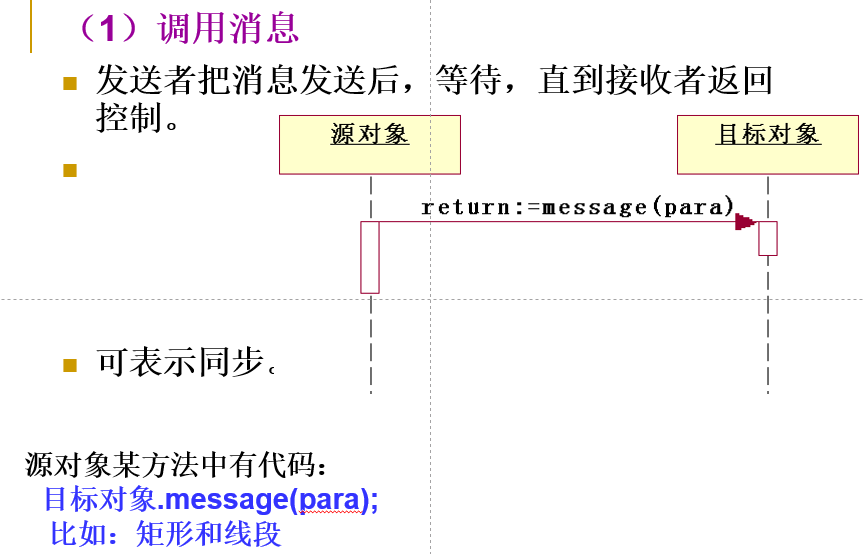 （1）调用消息
发送者把消息发送后，等待，直到接收者返回
控制。
源对象
目标对象
return:=message(para)
可表示同步。
源对象某方法中有代码：
目标对象.message(para);
比如：矩形和线段